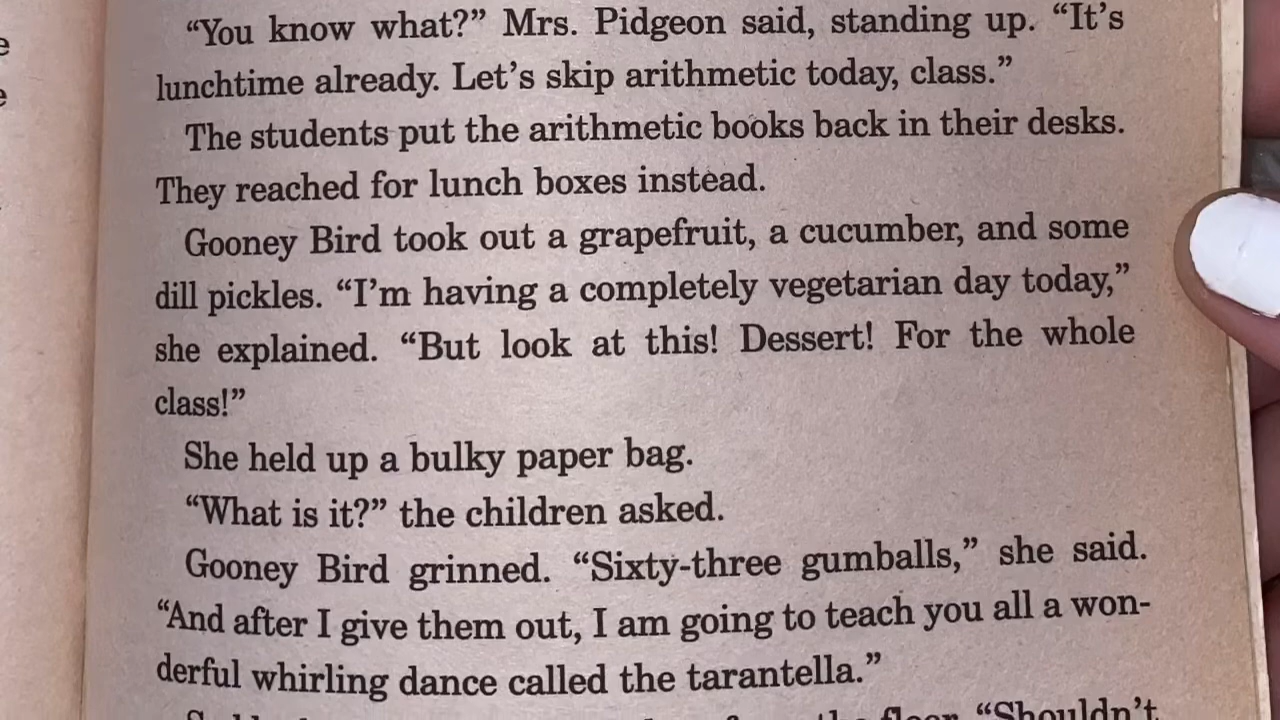 “You know what?” Mrs. Pidgeon said, standing up. “It’s
lunchtime already. Let’s skip arithmetic today, class.”
The students put the arithmetic books back in their desks.
They reached for lunch boxes instead.
Gooney Bird took out a grapefruit, a cucumber, and some
dill pickles. “I’m having a completely vegetarian day today,”
she explained. “But look at this! Dessert! For the whole
class!”
She held up a bulky paper bag.
“What is it?” the children asked.
Gooney Bird grinned. “Sixty-three gumballs,” she said.
“And after I give them out, I am going to teach you all a won-
derful whirling dance called the tarantella.”
the floor. “Shouldn’t